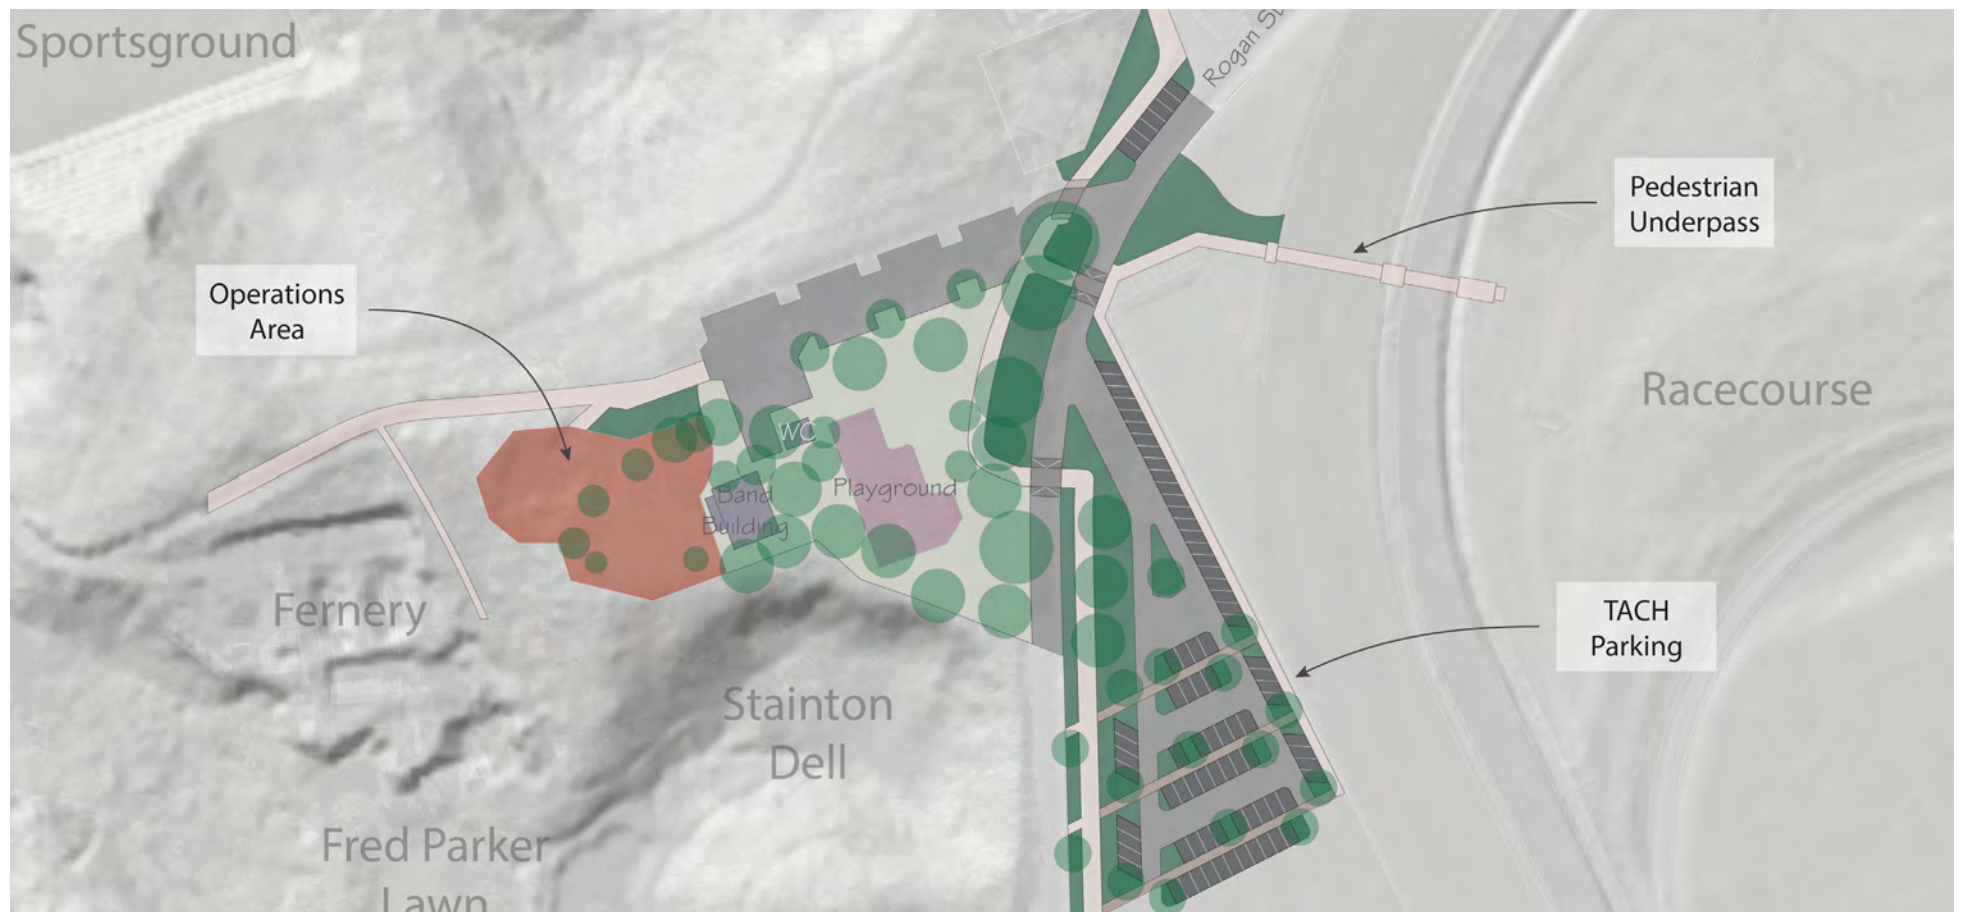 Sportsground
Rogan St
Pedestrian
Underpass
Operations
Area
Racecourse
WC
Playground
Band
Building
Fernery
TACH
Parking
Stainton
Dell
Fred Parker
Lawn